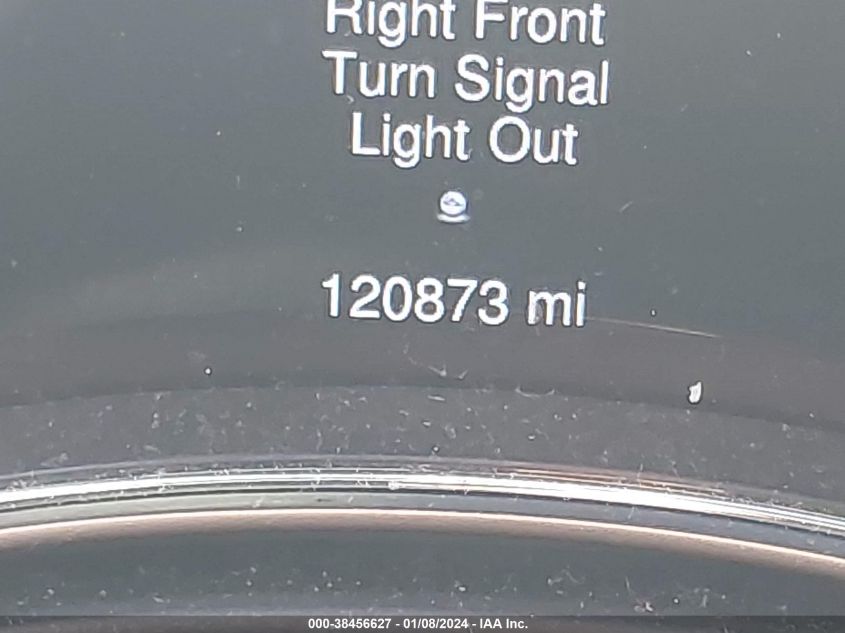 Right Front
Turn Signal
Light Out
120873 mi
000-38456627 - 01/08/2024 - IAA Inc.